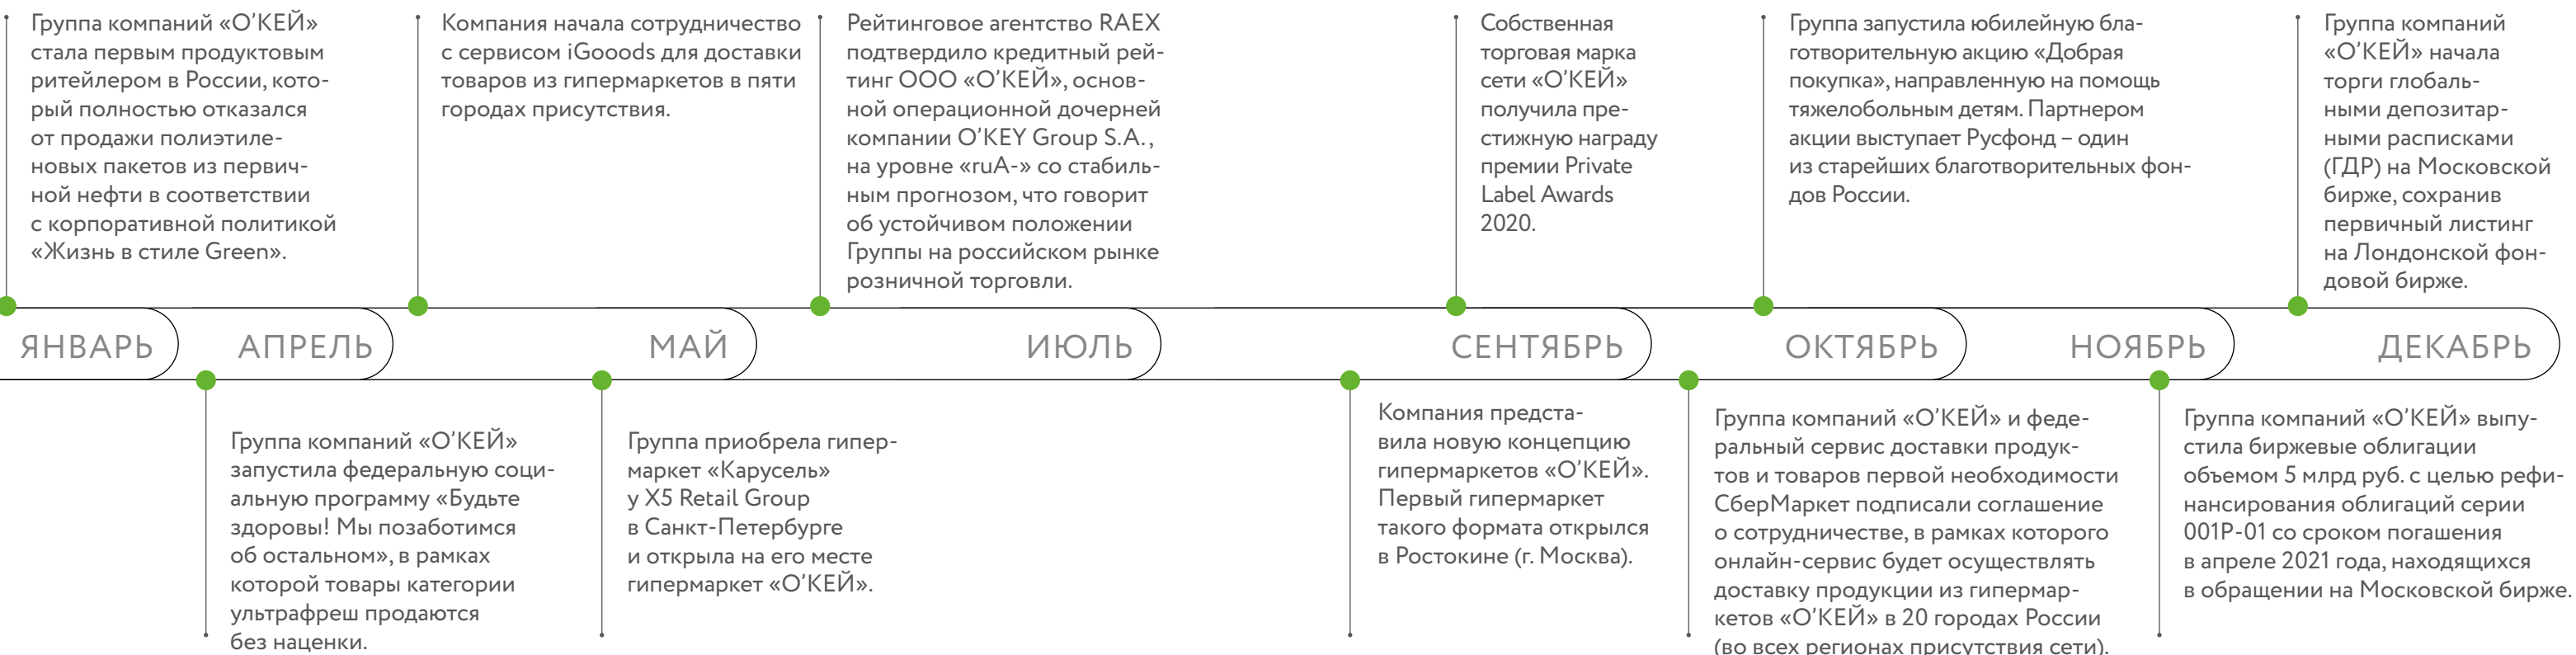 Группа компаний «О’КЕЙ»
стала первым продуктовым
ритейлером в России, кото-
рый полностью отказался
от продажи полиэтиле-
новых пакетов из первич-
ной нефти в соответствии
с корпоративной политикой
«Жизнь в стиле Green».
Компания начала сотрудничество
с сервисом iGooods для доставки
товаров из гипермаркетов в пяти
городах присутствия.
Рейтинговое агентство RAEX
подтвердило кредитный рей-
тинг ООО «О’КЕЙ», основ-
ной операционной дочерней
компании O’KEY Group S.A.,
на уровне «ruA-» со стабиль-
ным прогнозом, что говорит
об устойчивом положении
Группы на российском рынке
розничной торговли.
Собственная
торговая марка
сети «О’КЕЙ»
получила пре-
стижную награду
премии Private
Label Awards
2020.
Группа запустила юбилейную бла-
готворительную акцию «Добрая
покупка», направленную на помощь
тяжелобольным детям. Партнером
акции выступает Русфонд – один
из старейших благотворительных фон-
дов России.
Группа компаний
«О’КЕЙ» начала
торги глобаль-
ными депозитар-
ными расписками
(ГДР) на Московской
бирже, сохранив
первичный листинг
на Лондонской фон-
довой бирже.
ЯНВАРЬ
АПРЕЛЬ
МАЙ
ИЮЛЬ
СЕНТЯБРЬ
ОКТЯБРЬ
НОЯБРЬ
ДЕКАБРЬ
Группа компаний «О’КЕЙ»
запустила федеральную соци-
альную программу «Будьте
здоровы! Мы позаботимся
об остальном», в рамках
которой товары категории
ультрафреш продаются
без наценки.
Группа приобрела гипер-
маркет «Карусель»
у X5 Retail Group
в Санкт-Петербурге
и открыла на его месте
гипермаркет «О’КЕЙ».
Компания предста-
вила новую концепцию
гипермаркетов «О’КЕЙ».
Первый гипермаркет
такого формата открылся
в Ростокине (г. Москва).
Группа компаний «О’КЕЙ» и феде-
ральный сервис доставки продук-
тов и товаров первой необходимости
СберМаркет подписали соглашение
о сотрудничестве, в рамках которого
онлайн-сервис будет осуществлять
доставку продукции из гипермар-
кетов «О’КЕЙ» в 20 городах России
(во всех регионах присутствия сети).
Группа компаний «О’КЕЙ» выпу-
стила биржевые облигации
объемом 5 млрд руб. с целью рефи-
нансирования облигаций серии
001Р-01 со сроком погашения
в апреле 2021 года, находящихся
в обращении на Московской бирже.